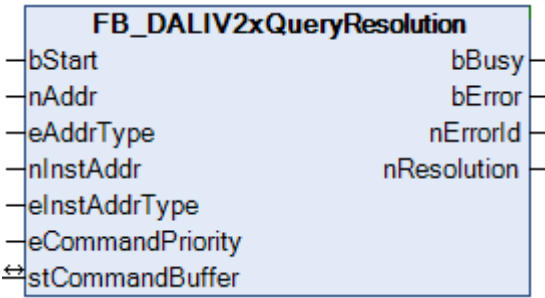 FB_DALIV2xQueryResolution
bStart bBusy
nAddr bError
eAddrType nErrorId
nInstAddr nResolution
eInstAddrType
eCommandPriority
stCommandBuffer